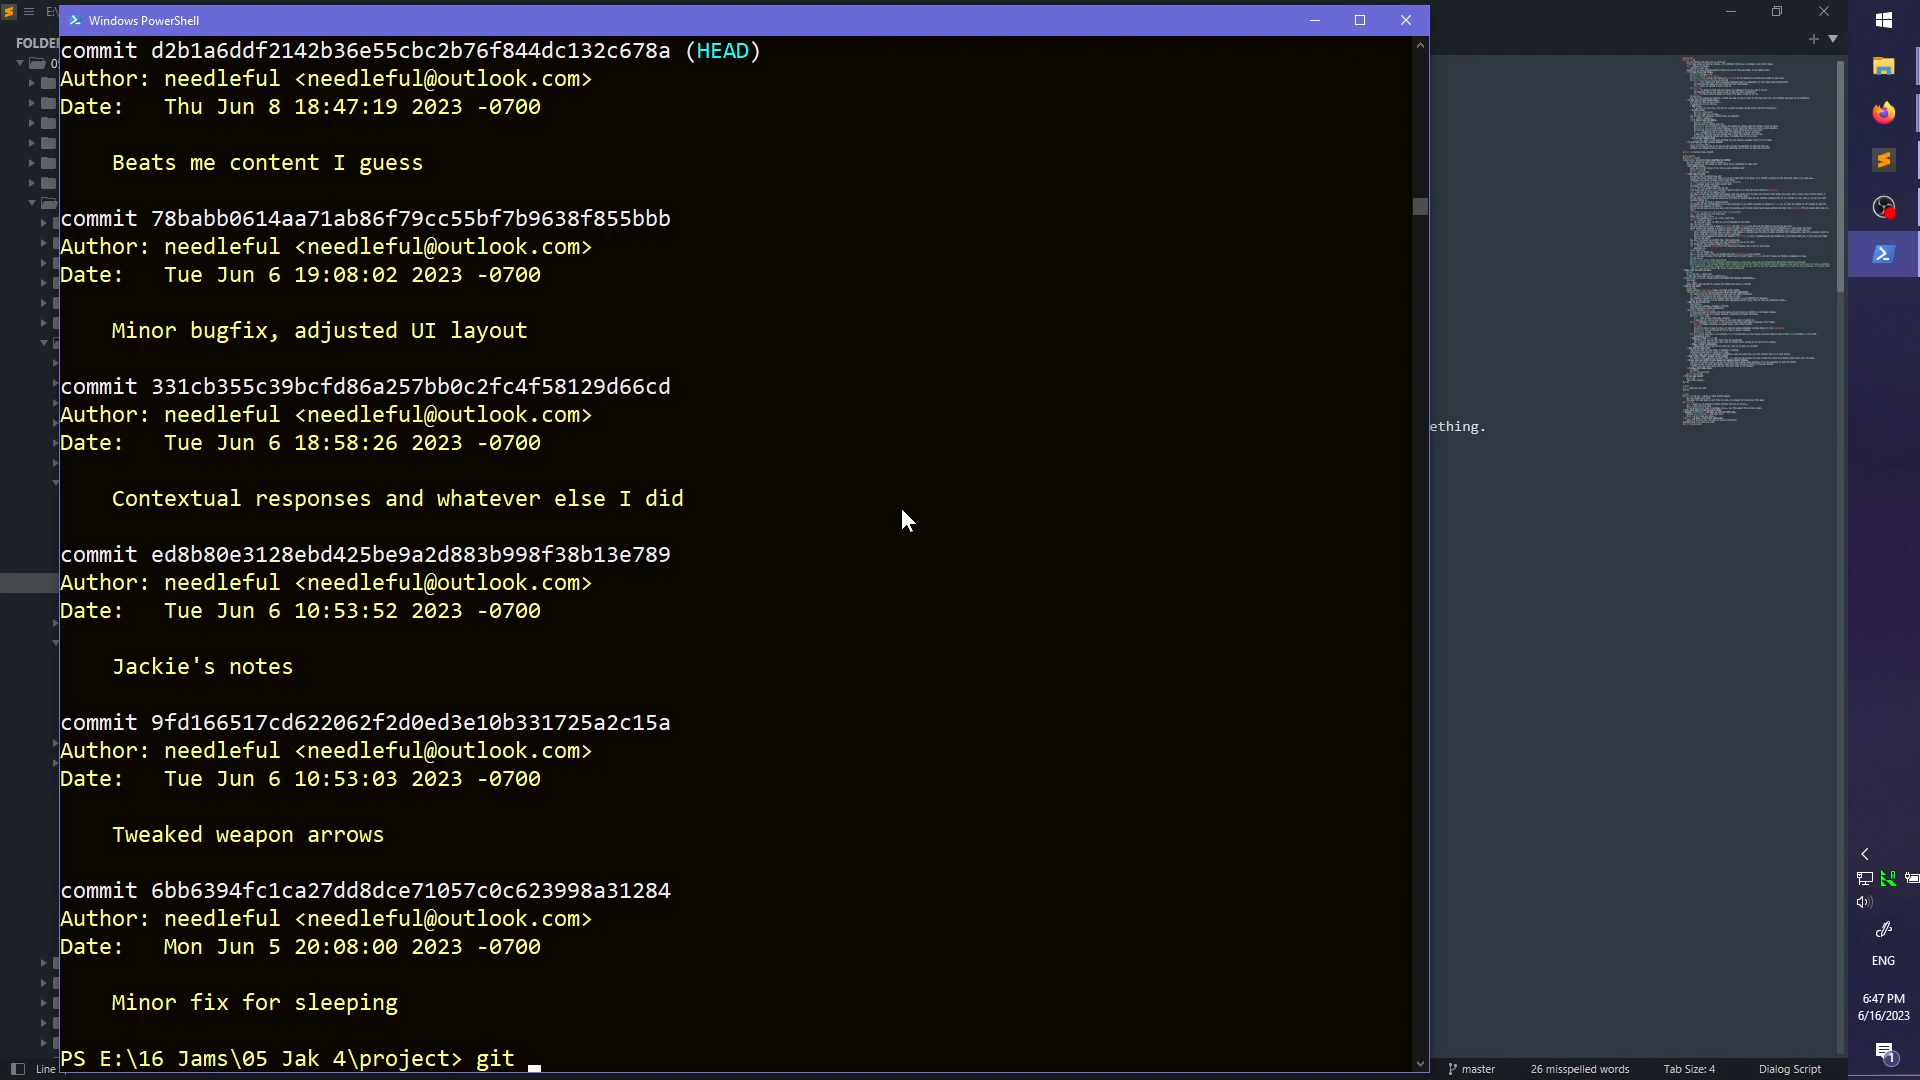 E:\
Windows PowerShell
FOLDE
commit d2b1a6ddf2142b36e55cbc2b76f844dc132c678a (HEAD)
Author: needleful <needleful@outlook.com>
Date:   Thu Jun 8 18:47:19 2023 -0700
Beats me content I guess
commit 78babb0614aa71ab86f79cc55bf7b9638f855bbb
Author: needleful <needleful@outlook.com>
Date:   Tue Jun 6 19:08:02 2023 -0700
Minor bugfix, adjusted UI layout
commit 331cb355c39bcfd86a257bb0c2fc4f58129d66cd
Author: needleful <needleful@outlook.com>
Date:   Tue Jun 6 18:58:26 2023 -0700
ething.
Contextual responses and whatever else I did
commit ed8b80e3128ebd425be9a2d883b998f38b13e789
Author: needleful <needleful@outlook.com>
Date:   Tue Jun 6 10:53:52 2023 -0700
Jackie's notes
commit 9fd166517cd622062f2d0ed3e10b331725a2c15a
Author: needleful <needleful@outlook.com>
Date:   Tue Jun 6 10:53:03 2023 -0700
Tweaked weapon arrows
commit 6bb6394fc1ca27dd8dce71057c0c623998a31284
Author: needleful <needleful@outlook.com>
Date:   Mon Jun 5 20:08:00 2023 -0700
Minor fix for sleeping
PS E:\16 Jams\05 Jak 4\project> git
Line
master
26 misspelled words
Tab Size: 4
Dialog Script
ENG
6:47 PM
6/16/2023
1